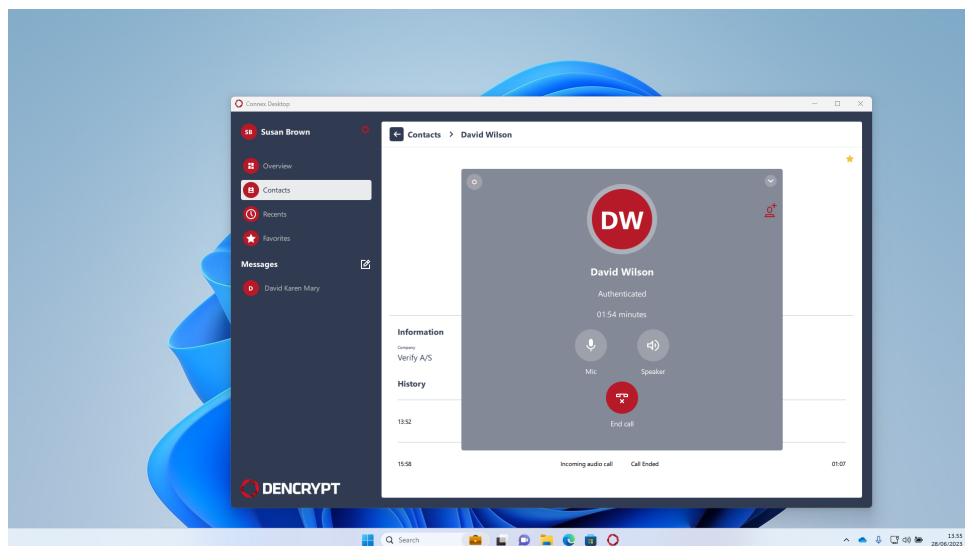 Connex Desktop
SB Susan Brown
Contacts > David Wilson
Overview
Contacts
Recents
Favorites
Messages
D David Karen Mary
DW
David Wilson
Authenticated
01:54 minutes
Mic Speaker
End call
Information
Company
Verify A/S
History
13:52
15:58 Incoming audio call Call Ended 01:07
DENCRYPT
Search
13.55
28/06/2023